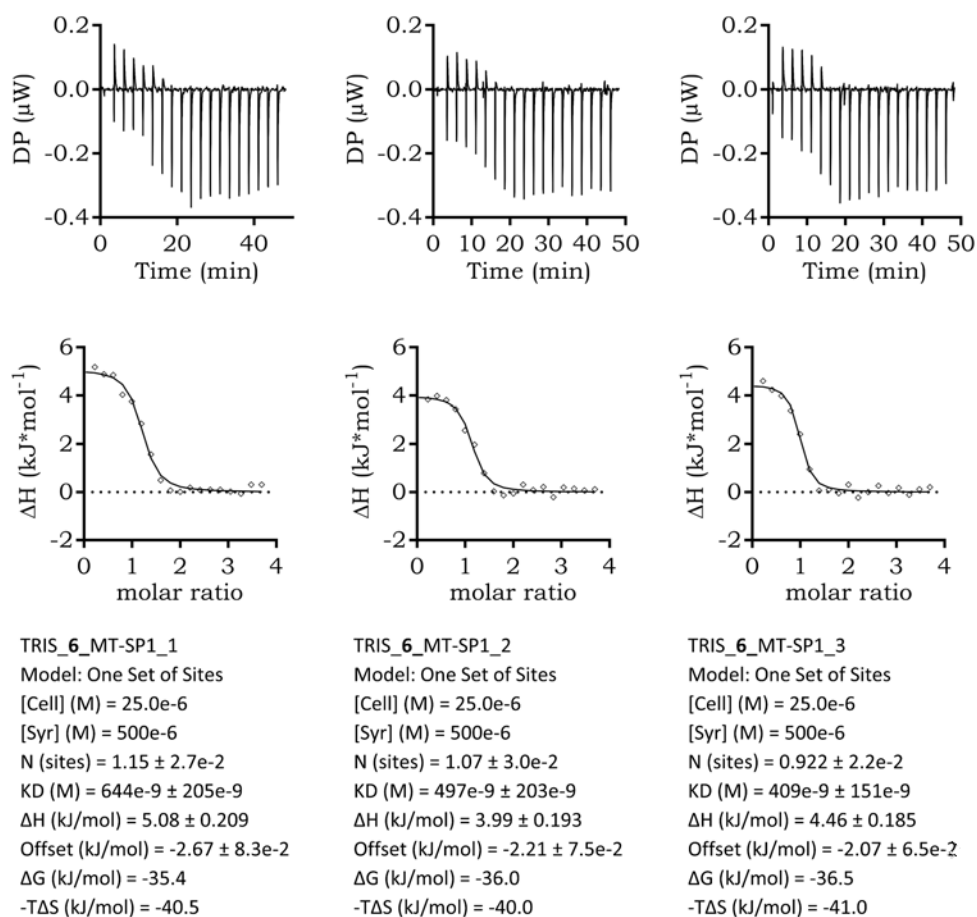 0.2
0.0
-0.2
-0.4
DP (µW)
0 20 40
Time (min)
0.2
0.0
-0.2
-0.4
DP (µW)
0 10 20 30 40 50
Time (min)
0.2
0.0
-0.2
-0.4
DP (µW)
0 10 20 30 40 50
Time (min)
6
4
2
0
-2
ΔH (kJ*mol⁻¹)
0 1 2 3 4
molar ratio
6
4
2
0
-2
ΔH (kJ*mol⁻¹)
0 1 2 3 4
molar ratio
6
4
2
0
-2
ΔH (kJ*mol⁻¹)
0 1 2 3 4
molar ratio
TRIS_6_MT-SP1_1
Model: One Set of Sites
[Cell] (M) = 25.0e-6
[Syr] (M) = 500e-6
N (sites) = 1.15 ± 2.7e-2
KD (M) = 644e-9 ± 205e-9
ΔH (kJ/mol) = 5.08 ± 0.209
Offset (kJ/mol) = -2.67 ± 8.3e-2
ΔG (kJ/mol) = -35.4
-TΔS (kJ/mol) = -40.5
TRIS_6_MT-SP1_2
Model: One Set of Sites
[Cell] (M) = 25.0e-6
[Syr] (M) = 500e-6
N (sites) = 1.07 ± 3.0e-2
KD (M) = 497e-9 ± 203e-9
ΔH (kJ/mol) = 3.99 ± 0.193
Offset (kJ/mol) = -2.21 ± 7.5e-2
ΔG (kJ/mol) = -36.0
-TΔS (kJ/mol) = -40.0
TRIS_6_MT-SP1_3
Model: One Set of Sites
[Cell] (M) = 25.0e-6
[Syr] (M) = 500e-6
N (sites) = 0.922 ± 2.2e-2
KD (M) = 409e-9 ± 151e-9
ΔH (kJ/mol) = 4.46 ± 0.185
Offset (kJ/mol) = -2.07 ± 6.5e-2
ΔG (kJ/mol) = -36.5
-TΔS (kJ/mol) = -41.0